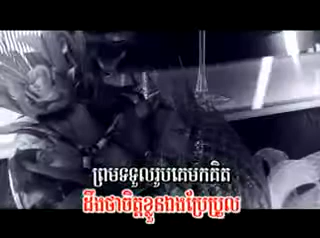 ព្រមទទួលរូបគេមកគិត
ដឹងថាចិត្តខ្លួនឯងប្រែប្រួល